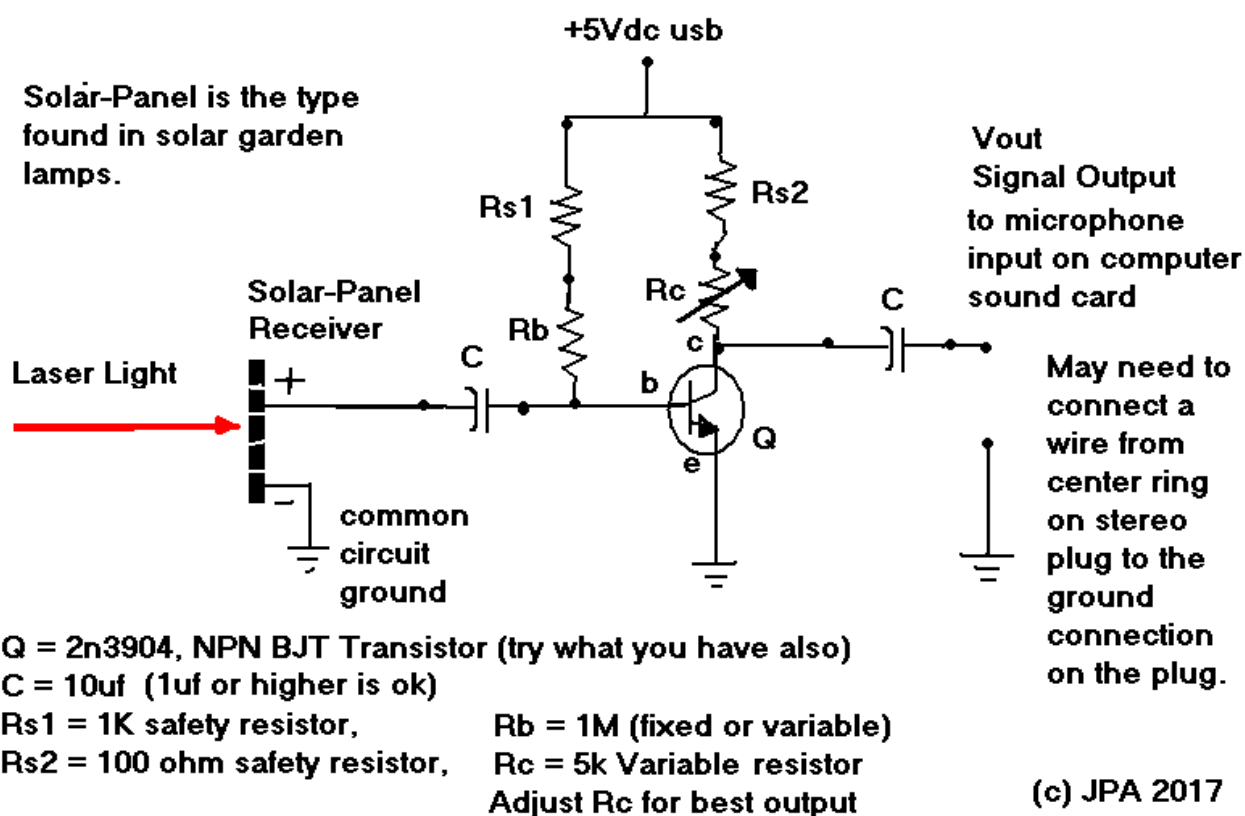 +5Vdc usb
Solar-Panel is the type
found in solar garden
lamps.
Vout
Signal Output
to microphone
input on computer
sound card
Rs1
Rs2
Solar-Panel
Receiver
Rc
C
Rb
c
Laser Light
+
C
b
Q
e
-
May need to
connect a
wire from
center ring
on stereo
plug to the
ground
connection
on the plug.
common
circuit
ground
Q = 2n3904, NPN BJT Transistor (try what you have also)
C = 10uf (1uf or higher is ok)
Rs1 = 1K safety resistor,
Rb = 1M (fixed or variable)
Rs2 = 100 ohm safety resistor,
Rc = 5k Variable resistor
Adjust Rc for best output
(c) JPA 2017